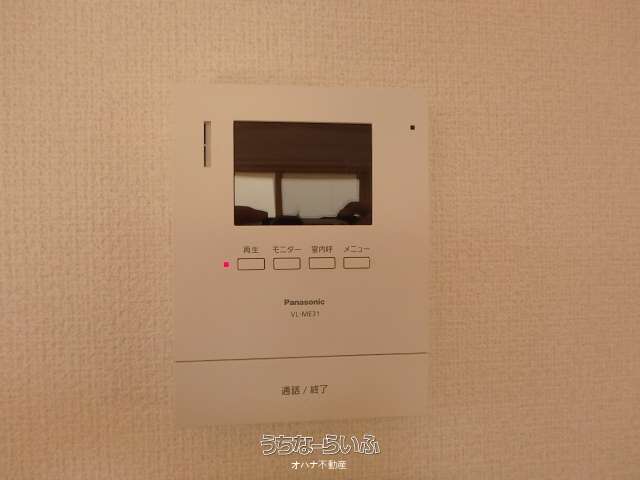 再生 モニター 室内呼 メニュー
Panasonic
VL-ME31
通話 / 終了
うちなーらいふ
オハナ不動産